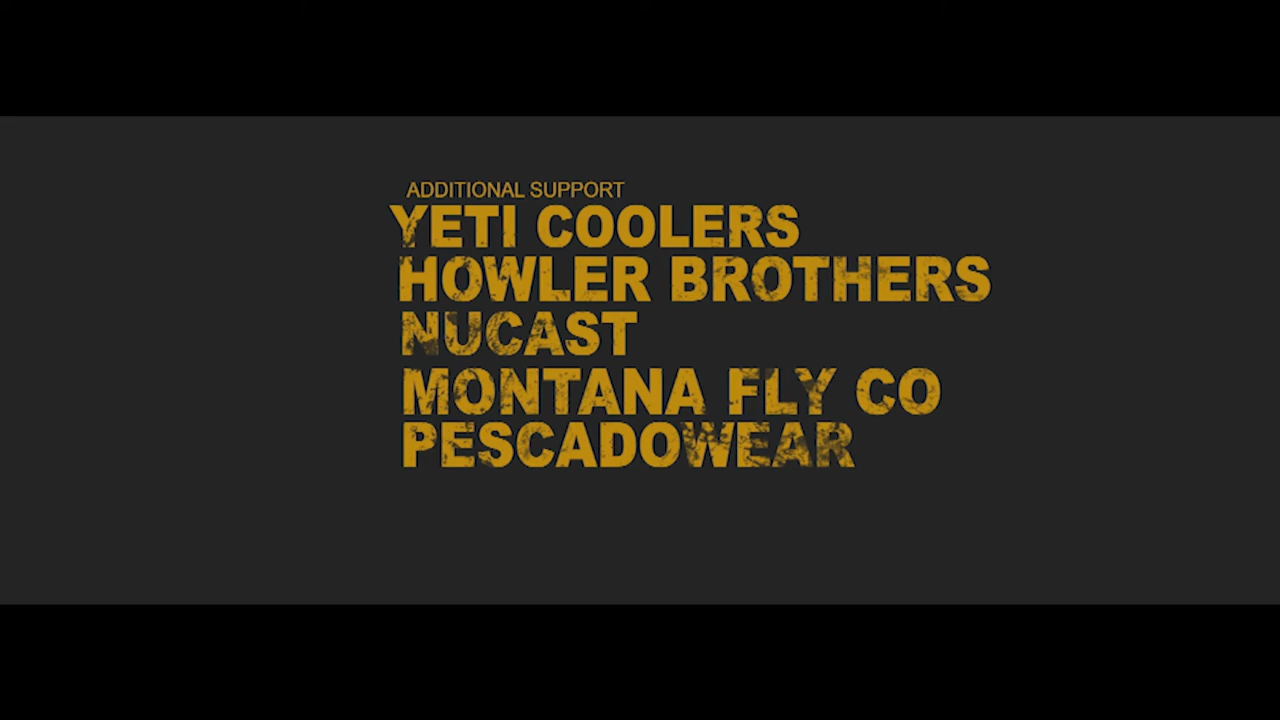 ADDITIONAL SUPPORT
YETI COOLERS
HOWLER BROTHERS
NUCAST
MONTANA FLY CO
PESCADOWEAR